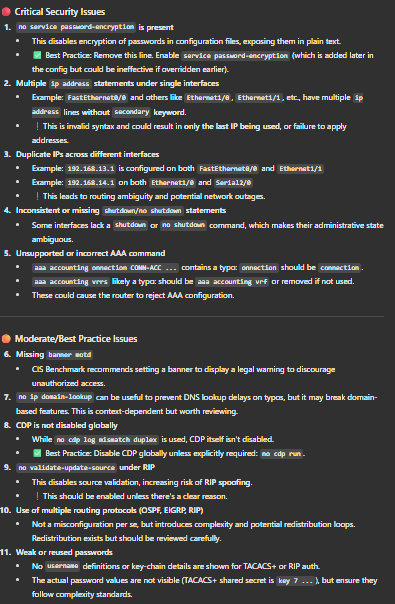 Critical Security Issues
1. no service password-encryption is present
• This disables encryption of passwords in configuration files, exposing them in plain text.
• ✅ Best Practice: Remove this line. Enable service password-encryption (which is added later in
the config but could be ineffective if overridden earlier).
2. Multiple ip address statements under single interfaces
• Example: FastEthernet0/0 and others like Ethernet1/0, Ethernet1/1, etc., have multiple ip
address lines without secondary keyword.
• ❗ This is invalid syntax and could result in only the last IP being used, or failure to apply
addresses.
3. Duplicate IPs across different interfaces
• Example: 192.168.13.1 is configured on both FastEthernet0/0 and Ethernet1/1
• Example: 192.168.14.1 on both Ethernet1/0 and Serial2/0
• ❗ This leads to routing ambiguity and potential network outages.
4. Inconsistent or missing shutdown/no shutdown statements
• Some interfaces lack a shutdown or no shutdown command, which makes their administrative state
ambiguous.
5. Unsupported or incorrect AAA command
• aaa accounting onnection CONN-ACC ... contains a typo: onnection should be connection.
• aaa accounting vrrs likely a typo: should be aaa accounting vrf or removed if not used.
• These could cause the router to reject AAA configuration.
Moderate/Best Practice Issues
6. Missing banner motd
• CIS Benchmark recommends setting a banner to display a legal warning to discourage
unauthorized access.
7. no ip domain-lookup can be useful to prevent DNS lookup delays on typos, but it may break domain-
based features. This is context-dependent but worth reviewing.
8. CDP is not disabled globally
• While no cdp log mismatch duplex is used, CDP itself isn't disabled.
• ✅ Best Practice: Disable CDP globally unless explicitly required: no cdp run.
9. no validate-update-source under RIP
• This disables source validation, increasing risk of RIP spoofing.
• ❗ This should be enabled unless there's a clear reason.
10. Use of multiple routing protocols (OSPF, EIGRP, RIP)
• Not a misconfiguration per se, but introduces complexity and potential redistribution loops.
Redistribution exists but should be reviewed carefully.
11. Weak or reused passwords
• No username definitions or key-chain details are shown for TACACS+ or RIP auth.
• The actual password values are not visible (TACACS+ shared secret is key 7 ...), but ensure they
follow complexity standards.